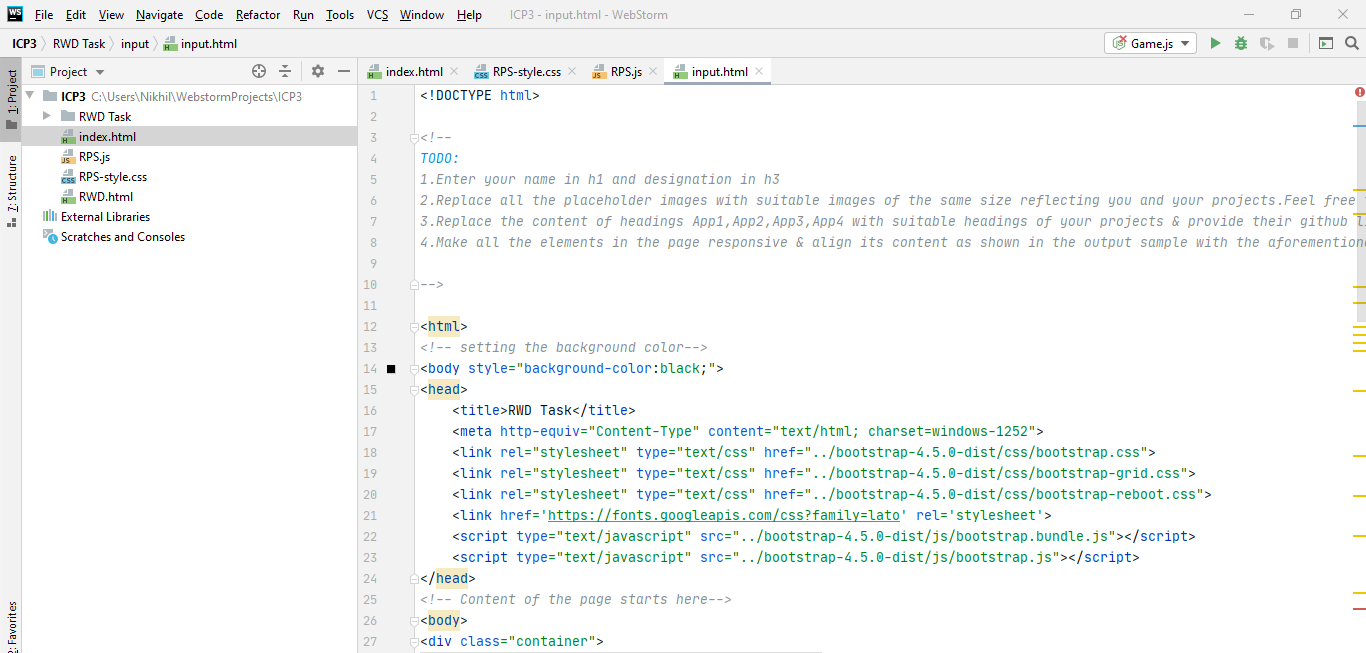 WS File Edit View Navigate Code Refactor Run Tools VCS Window Help ICP3 - input.html - WebStorm
ICP3 RWD Task input input.html Game.js
Project index.html RPS-style.css RPS.js input.html
1: Project
7: Structure
2: Favorites
ICP3 C:\Users\Nikhil\WebstormProjects\ICP3
RWD Task
index.html
RPS.js
RPS-style.css
RWD.html
External Libraries
Scratches and Consoles
1 <!DOCTYPE html>
2
3 <!--
4 TODO:
5 1.Enter your name in h1 and designation in h3
6 2.Replace all the placeholder images with suitable images of the same size reflecting you and your projects.Feel free
7 3.Replace the content of headings App1,App2,App3,App4 with suitable headings of your projects & provide their github l
8 4.Make all the elements in the page responsive & align its content as shown in the output sample with the aforementione
9
10 -->
11
12 <html>
13 <!-- setting the background color-->
14 <body style="background-color:black;">
15 <head>
16 <title>RWD Task</title>
17 <meta http-equiv="Content-Type" content="text/html; charset=windows-1252">
18 <link rel="stylesheet" type="text/css" href="../bootstrap-4.5.0-dist/css/bootstrap.css">
19 <link rel="stylesheet" type="text/css" href="../bootstrap-4.5.0-dist/css/bootstrap-grid.css">
20 <link rel="stylesheet" type="text/css" href="../bootstrap-4.5.0-dist/css/bootstrap-reboot.css">
21 <link href='https://fonts.googleapis.com/css?family=lato' rel='stylesheet'>
22 <script type="text/javascript" src="../bootstrap-4.5.0-dist/js/bootstrap.bundle.js"></script>
23 <script type="text/javascript" src="../bootstrap-4.5.0-dist/js/bootstrap.js"></script>
24 </head>
25 <!-- Content of the page starts here-->
26 <body>
27 <div class="container">